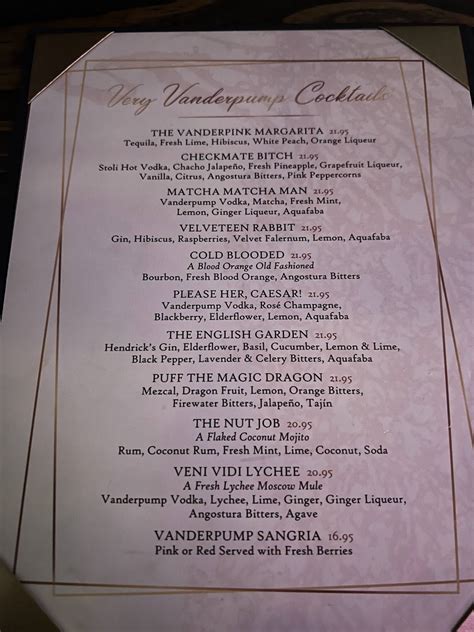 Very Vanderpump Cocktails
THE VANDERPINK MARGARITA 21.95
Tequila, Fresh Lime, Hibiscus, White Peach, Orange Liqueur
CHECKMATE BITCH 21.95
Stoli Hot Vodka, Chacho Jalapeño, Fresh Pineapple, Grapefruit Liqueur,
Vanilla, Citrus, Angostura Bitters, Pink Peppercorns
MATCHA MATCHA MAN 21.95
Vanderpump Vodka, Matcha, Fresh Mint,
Lemon, Ginger Liqueur, Aquafaba
VELVETEEN RABBIT 21.95
Gin, Hibiscus, Raspberries, Velvet Falernum, Lemon, Aquafaba
COLD BLOODED 21.95
A Blood Orange Old Fashioned
Bourbon, Fresh Blood Orange, Angostura Bitters
PLEASE HER, CAESAR! 21.95
Vanderpump Vodka, Rosé Champagne,
Blackberry, Elderflower, Lemon, Aquafaba
THE ENGLISH GARDEN 21.95
Hendrick's Gin, Elderflower, Basil, Cucumber, Lemon & Lime,
Black Pepper, Lavender & Celery Bitters, Aquafaba
PUFF THE MAGIC DRAGON 21.95
Mezcal, Dragon Fruit, Lemon, Orange Bitters,
Firewater Bitters, Jalapeño, Tajín
THE NUT JOB 20.95
A Flaked Coconut Mojito
Rum, Coconut Rum, Fresh Mint, Lime, Coconut, Soda
VENI VIDI LYCHEE 20.95
A Fresh Lychee Moscow Mule
Vanderpump Vodka, Lychee, Lime, Ginger, Ginger Liqueur,
Angostura Bitters, Agave
VANDERPUMP SANGRIA 16.95
Pink or Red Served with Fresh Berries